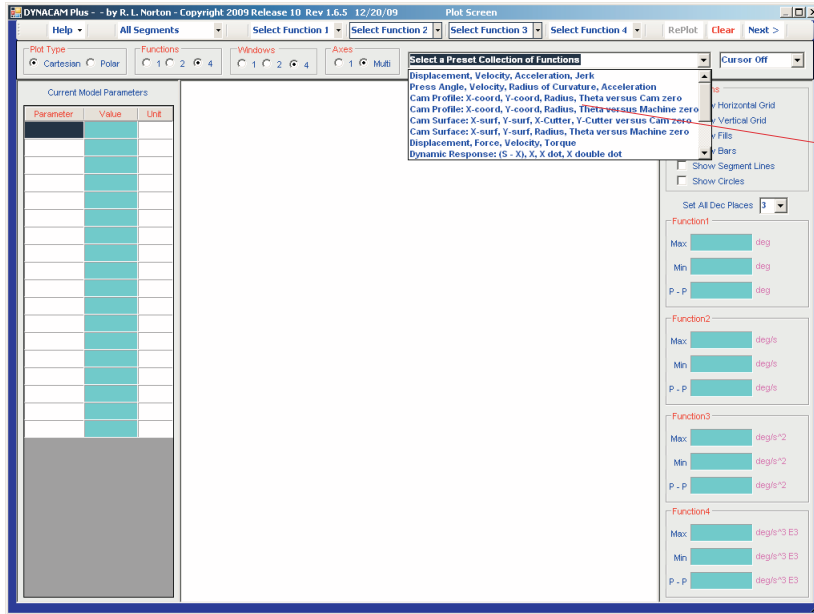 DYNACAM Plus - - by R. L. Norton - Copyright 2009 Release 10 Rev 1.6.5 12/20/09 Plot Screen
Help All Segments Select Function 1 Select Function 2 Select Function 3 Select Function 4 RePlot Clear Next >
Plot Type Functions Windows Axes
Cartesian Polar 1 2 4 1 2 4 1 Multi Select a Preset Collection of Functions Cursor Off
Displacement, Velocity, Acceleration, Jerk
Press Angle, Velocity, Radius of Curvature, Acceleration
Cam Profile: X-coord, Y-coord, Radius, Theta versus Cam zero
Cam Profile: X-coord, Y-coord, Radius, Theta versus Machine zero
Cam Surface: X-surf, Y-surf, X-Cutter, Y-Cutter versus Cam zero
Cam Surface: X-surf, Y-surf, Radius, Theta versus Machine zero
Displacement, Force, Velocity, Torque
Dynamic Response: (S - X), X, X dot, X double dot
Current Model Parameters
Parameter Value Unit
Horizontal Grid
Vertical Grid
Fills
Bars
Show Segment Lines
Show Circles
Set All Dec Places 3
Function1
Max deg
Min deg
P - P deg
Function2
Max deg/s
Min deg/s
P - P deg/s
Function3
Max deg/s^2
Min deg/s^2
P - P deg/s^2
Function4
Max deg/s^3 E3
Min deg/s^3 E3
P - P deg/s^3 E3